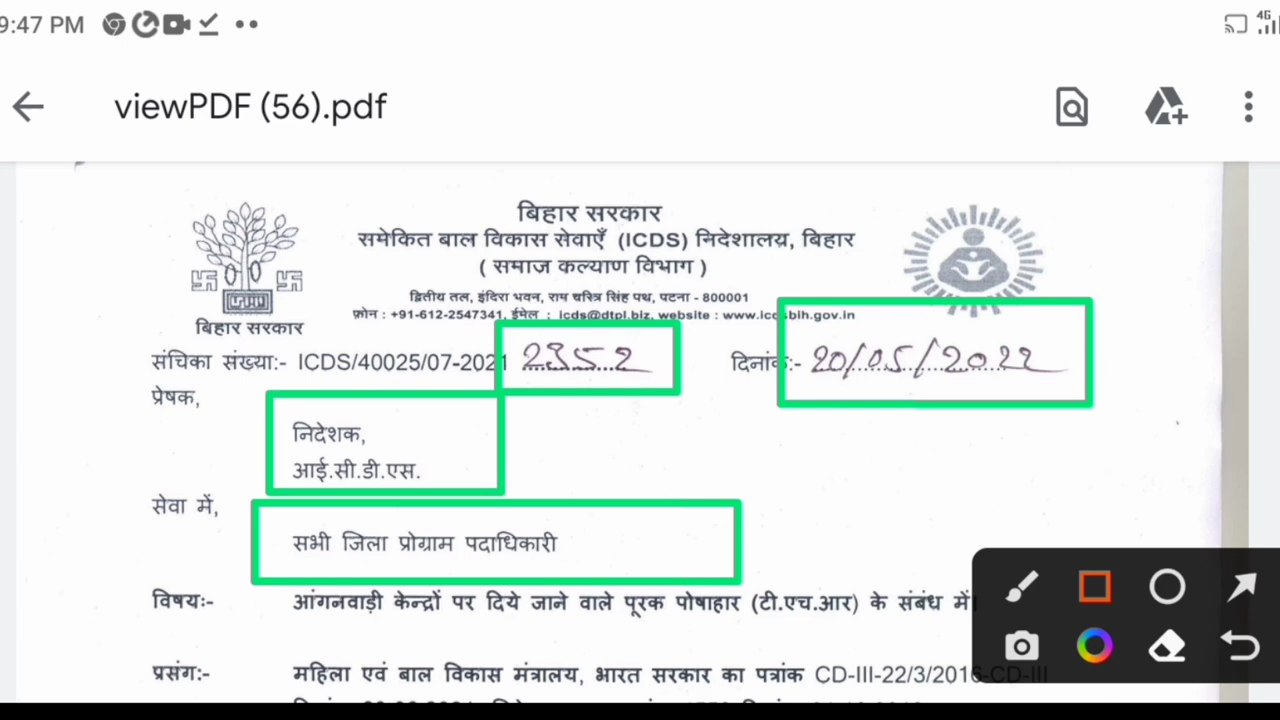 9:47 PM
4G
viewPDF (56).pdf
बिहार सरकार
समेकित बाल विकास सेवाएँ (ICDS) निदेशालय, बिहार
( समाज कल्याण विभाग )
द्वितीय तल, इंदिरा भवन, राम चरित्र सिंह पथ, पटना - 800001
फ़ोन : +91-612-2547341, ईमेल : icds@dtpl.biz, website : www.icdsbih.gov.in
बिहार सरकार
संचिका संख्या:- ICDS/40025/07-2021 2352 दिनांक:- 20/05/2022
प्रेषक,
निदेशक,
आई.सी.डी.एस.
सेवा में,
सभी जिला प्रोग्राम पदाधिकारी
विषयः- आंगनवाड़ी केन्द्रों पर दिये जाने वाले पूरक पोषाहार (टी.एच.आर) के संबंध में।
प्रसंग:- महिला एवं बाल विकास मंत्रालय, भारत सरकार का पत्रांक CD-III-22/3/2016-CD-III